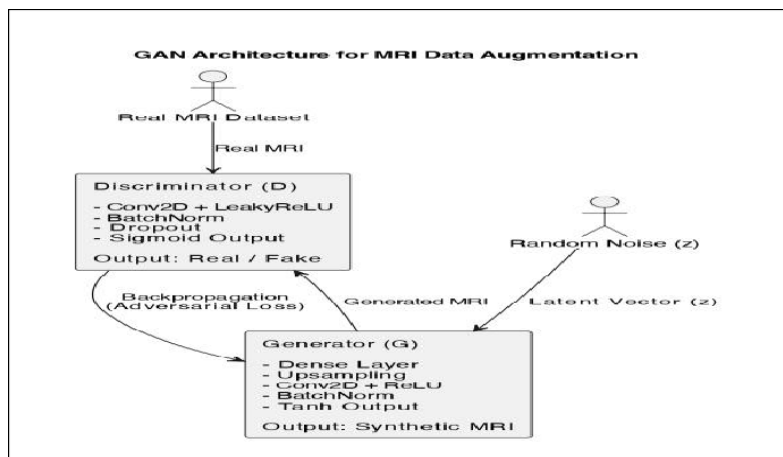 GAN Architecture for MRI Data Augmentation
Real MRI Dataset
Real MRI
Discriminator (D)
- Conv2D + LeakyReLU
- BatchNorm
- Dropout
- Sigmoid Output
Output: Real / Fake
Random Noise (z)
Backpropagation
(Adversarial Loss)
Generated MRI
Latent Vector (z)
Generator (G)
- Dense Layer
- Upsampling
- Conv2D + ReLU
- BatchNorm
- Tanh Output
Output: Synthetic MRI